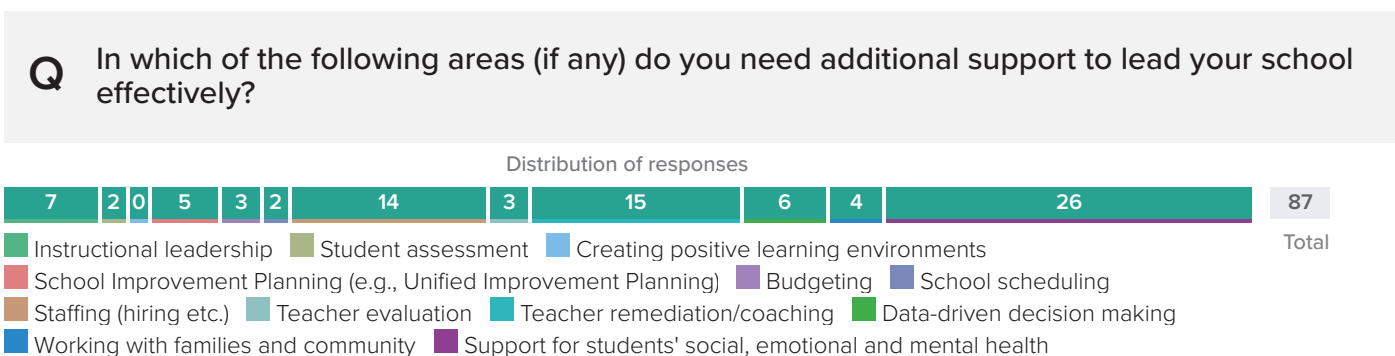 Q In which of the following areas (if any) do you need additional support to lead your school
effectively?
Distribution of responses
7 2 0 5 3 2 14 3 15 6 4 26 87
Total
Instructional leadership Student assessment Creating positive learning environments
School Improvement Planning (e.g., Unified Improvement Planning) Budgeting School scheduling
Staffing (hiring etc.) Teacher evaluation Teacher remediation/coaching Data-driven decision making
Working with families and community Support for students' social, emotional and mental health